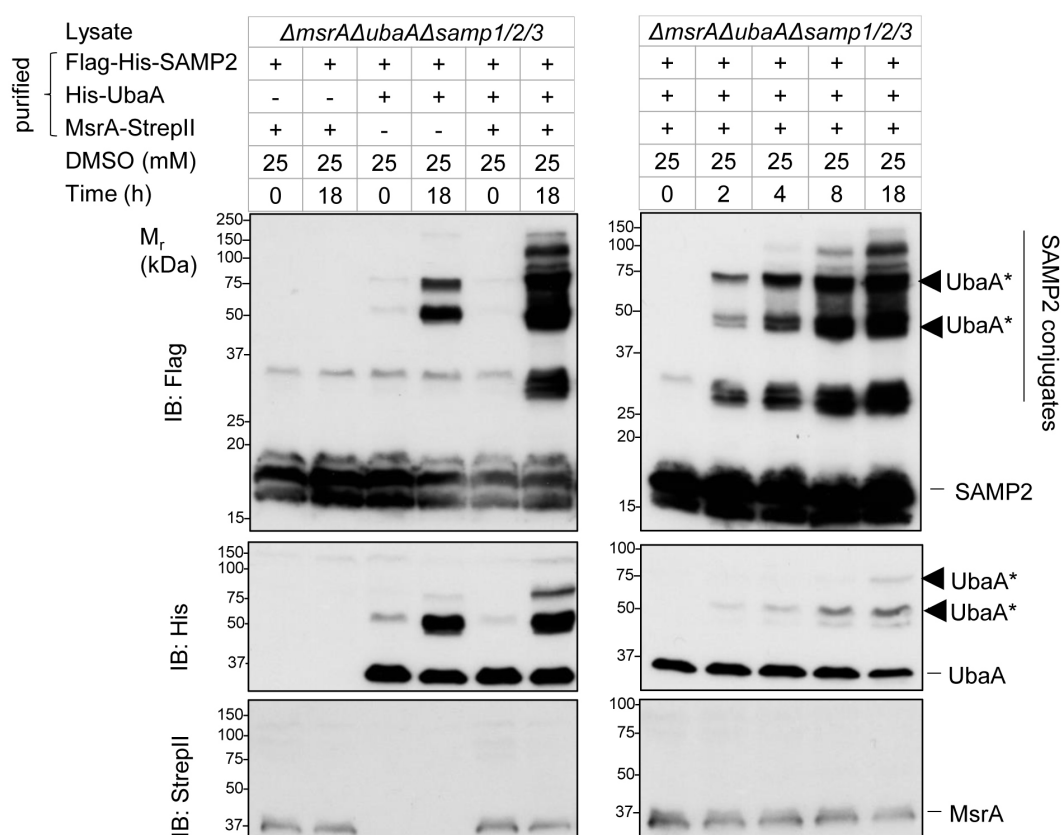 Lysate ΔmsrAΔubaAΔsamp1/2/3 ΔmsrAΔubaAΔsamp1/2/3
purified
Flag-His-SAMP2 + + + + + + + + + + +
His-UbaA - - + + + + + + + + +
MsrA-StrepII + + - - + + + + + + +
DMSO (mM) 25 25 25 25 25 25 25 25 25 25 25
Time (h) 0 18 0 18 0 18 0 2 4 8 18
Mr
(kDa)
IB: Flag
250-
150-
100-
75-
50-
37-
25-
20-
15-
150-
100-
75-
50-
37-
25-
20-
15-
UbaA*
UbaA*
SAMP2 conjugates
SAMP2
IB: His
150-
100-
75-
50-
37-
100-
75-
50-
37-
UbaA*
UbaA*
UbaA
IB: StrepII
150-
100-
75-
50-
37-
100-
75-
50-
37-
MsrA